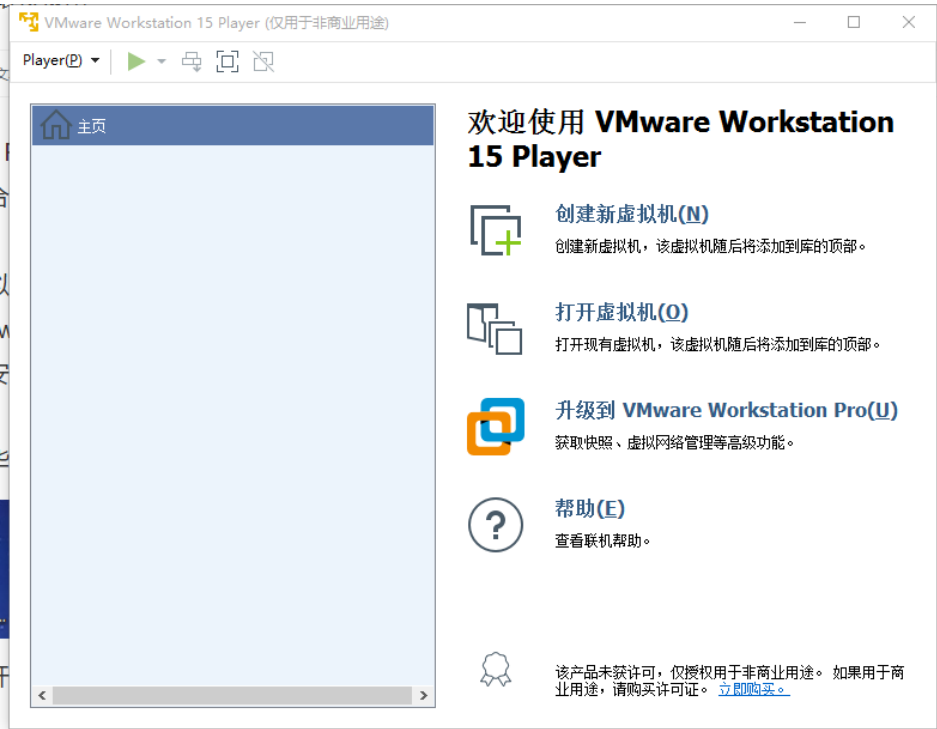 VMware Workstation 15 Player (仅用于非商业用途)
Player(P)
主页
欢迎使用 VMware Workstation
15 Player
创建新虚拟机(N)
创建新虚拟机，该虚拟机随后将添加到库的顶部。
打开虚拟机(O)
打开现有虚拟机，该虚拟机随后将添加到库的顶部。
升级到 VMware Workstation Pro(U)
获取快照、虚拟网络管理等高级功能。
帮助(E)
查看联机帮助。
该产品未获许可，仅授权用于非商业用途。 如果用于商
业用途，请购买许可证。 立即购买。